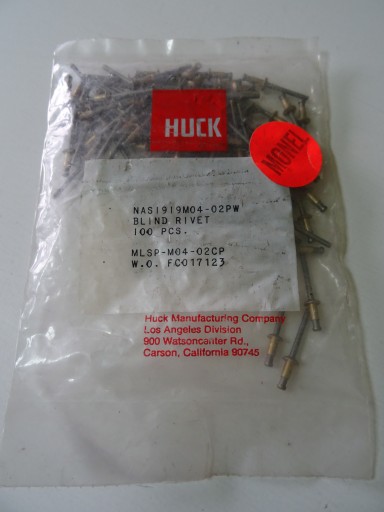 HUCK
MONEL
NAS1919M04-02PW
BLIND RIVET
100 PCS.
MLSP-M04-02CP
W.O. FC017123
Huck Manufacturing Company
Los Angeles Division
900 Watsoncenter Rd.,
Carson, California 90745